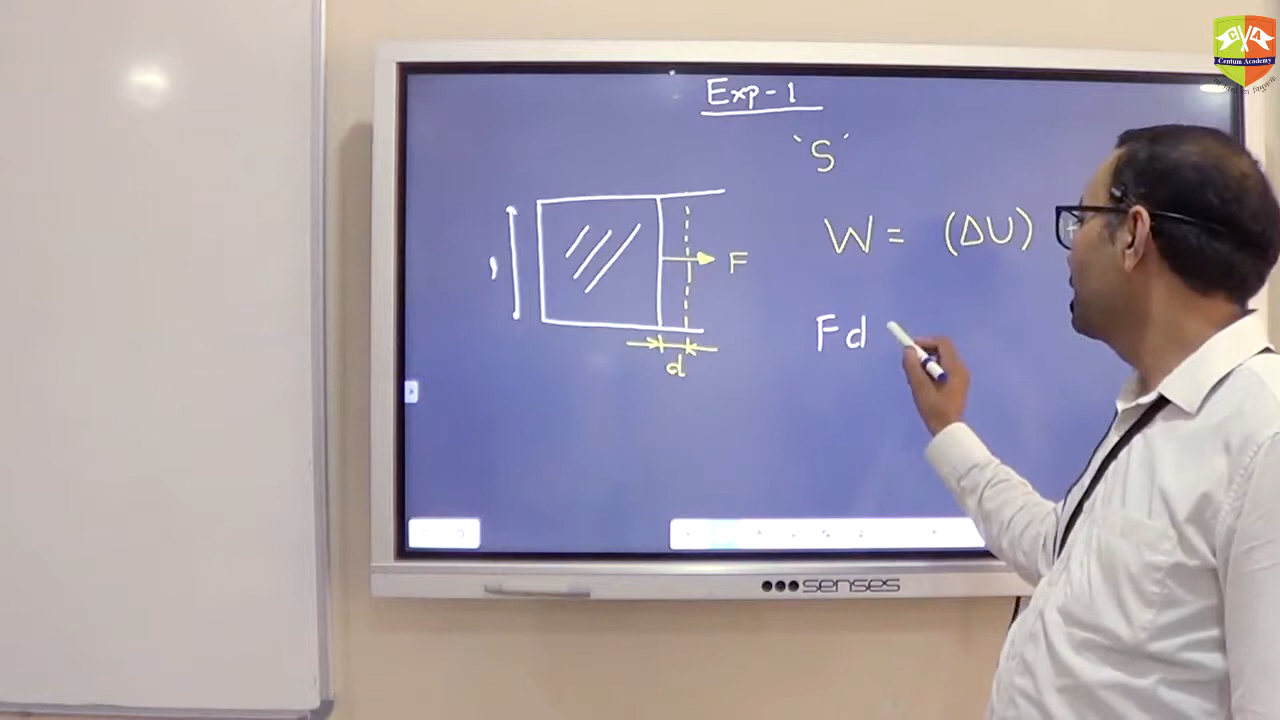 Exp-1
'S'
W = (ΔU) +
F
Fd
d
senses
Centum Academy